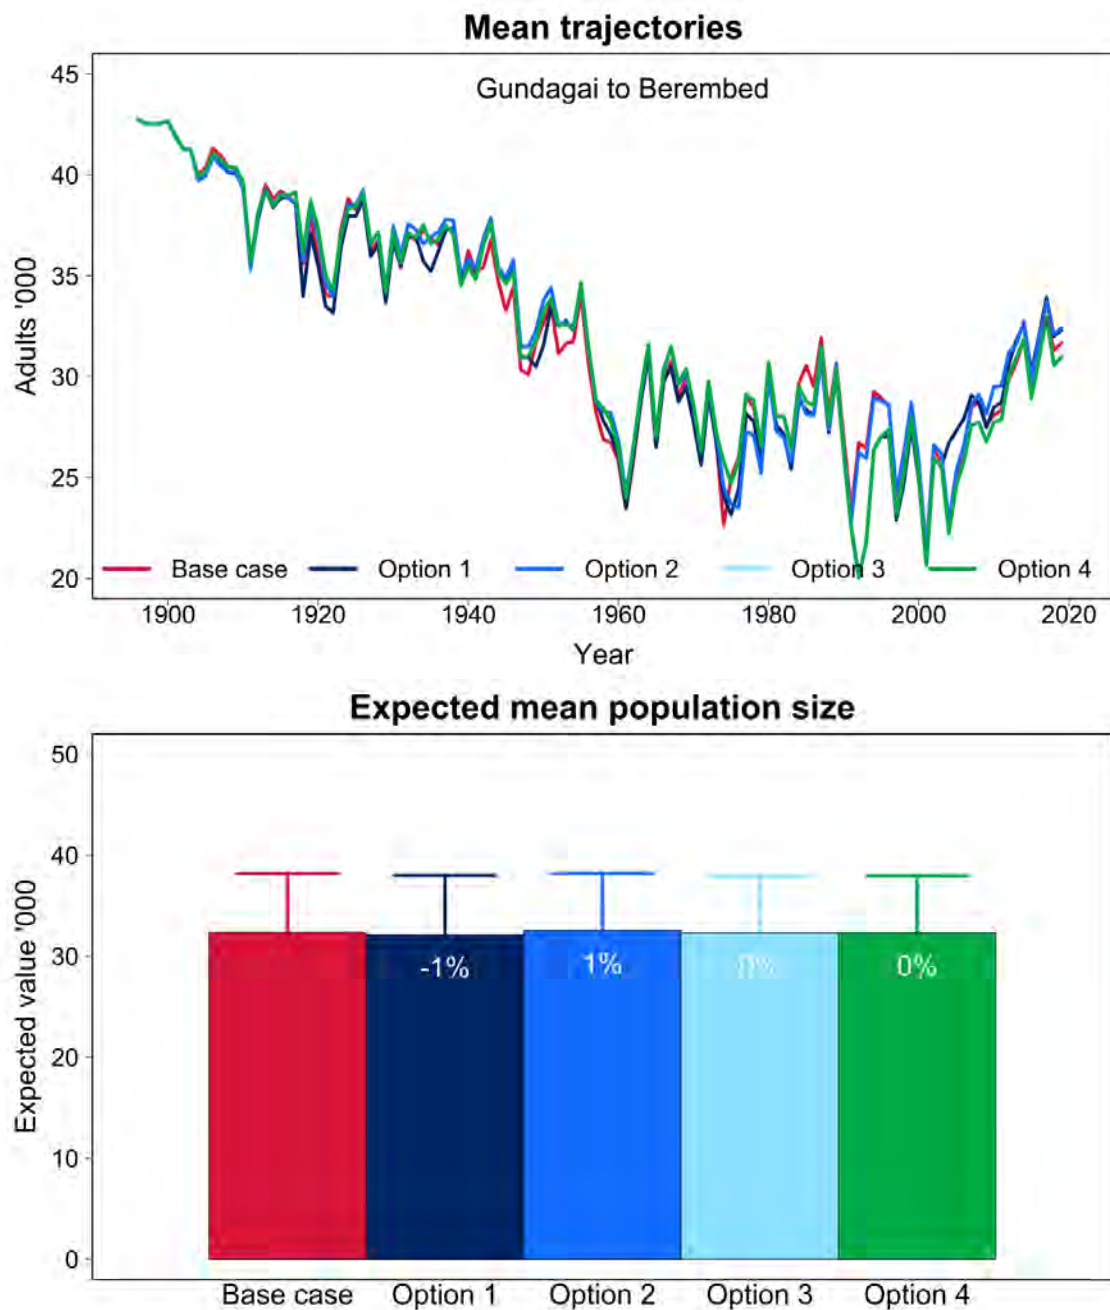 Mean trajectories
Gundagai to Berembed
45
40
35
30
25
20
Adults '000
Base case Option 1 Option 2 Option 3 Option 4
1900 1920 1940 1960 1980 2000 2020
Year
Expected mean population size
50
40
30
20
10
0
Expected value '000
-1% 1% 0% 0%
Base case Option 1 Option 2 Option 3 Option 4